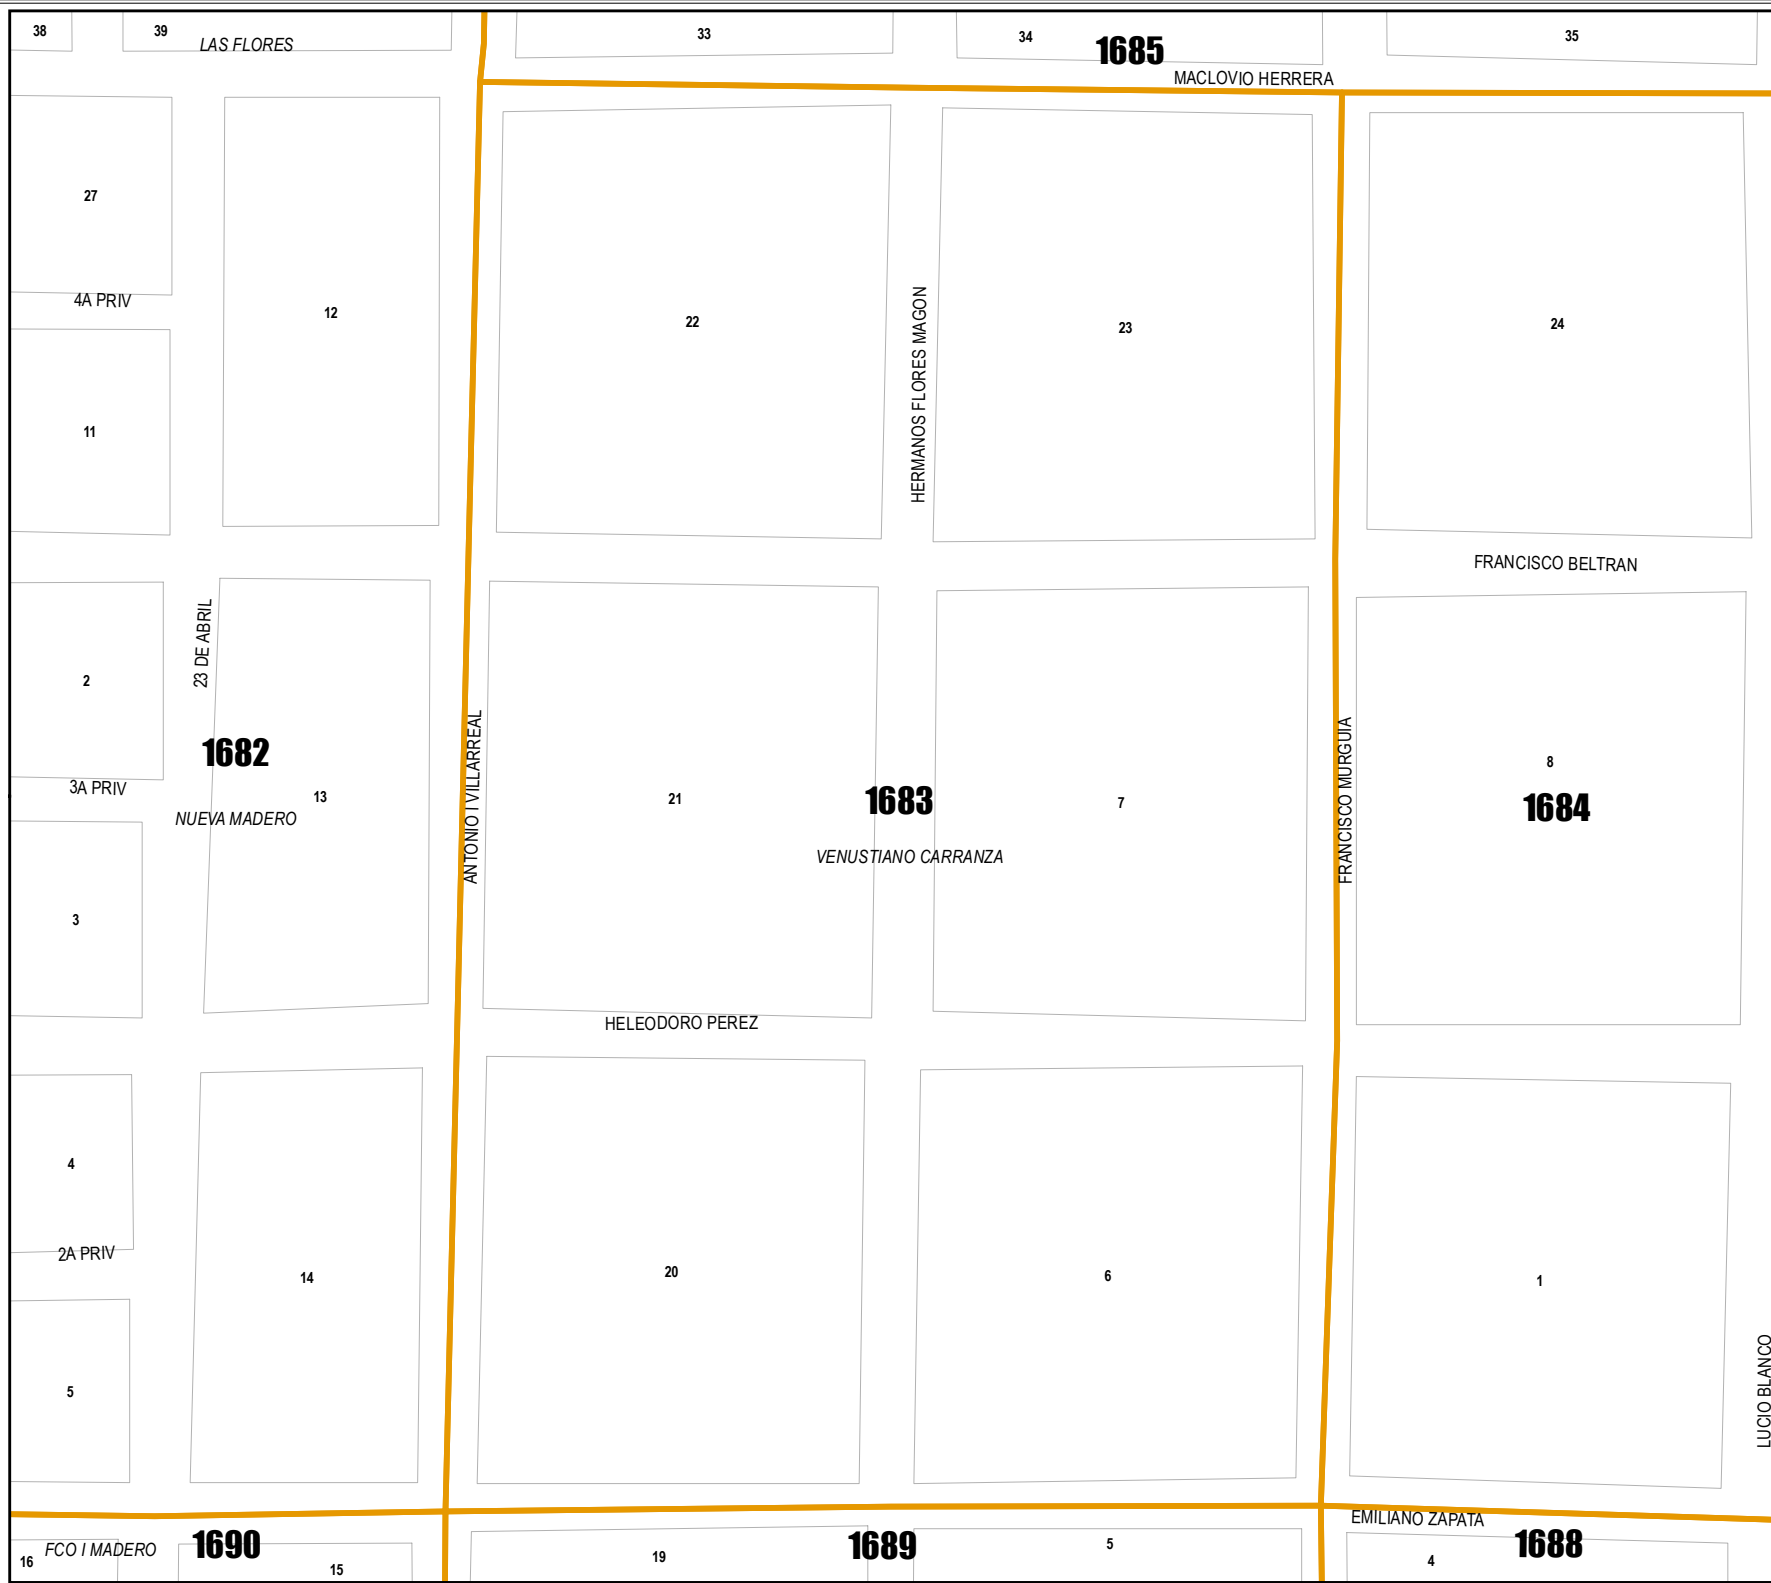 38
39
LAS FLORES
33
34
1685
35
MACLOVIO HERRERA
27
4A PRIV
12
22
HERMANOS FLORES MAGON
23
24
11
FRANCISCO BELTRAN
2
23 DE ABRIL
1682
3A PRIV
13
NUEVA MADERO
ANTONIO I VILLARREAL
21
1683
7
VENUSTIANO CARRANZA
FRANCISCO MURGUIA
8
1684
3
HELEODORO PEREZ
4
2A PRIV
14
20
6
1
5
LUCIO BLANCO
EMILIANO ZAPATA
16
FCO I MADERO
1690
15
19
1689
5
4
1688